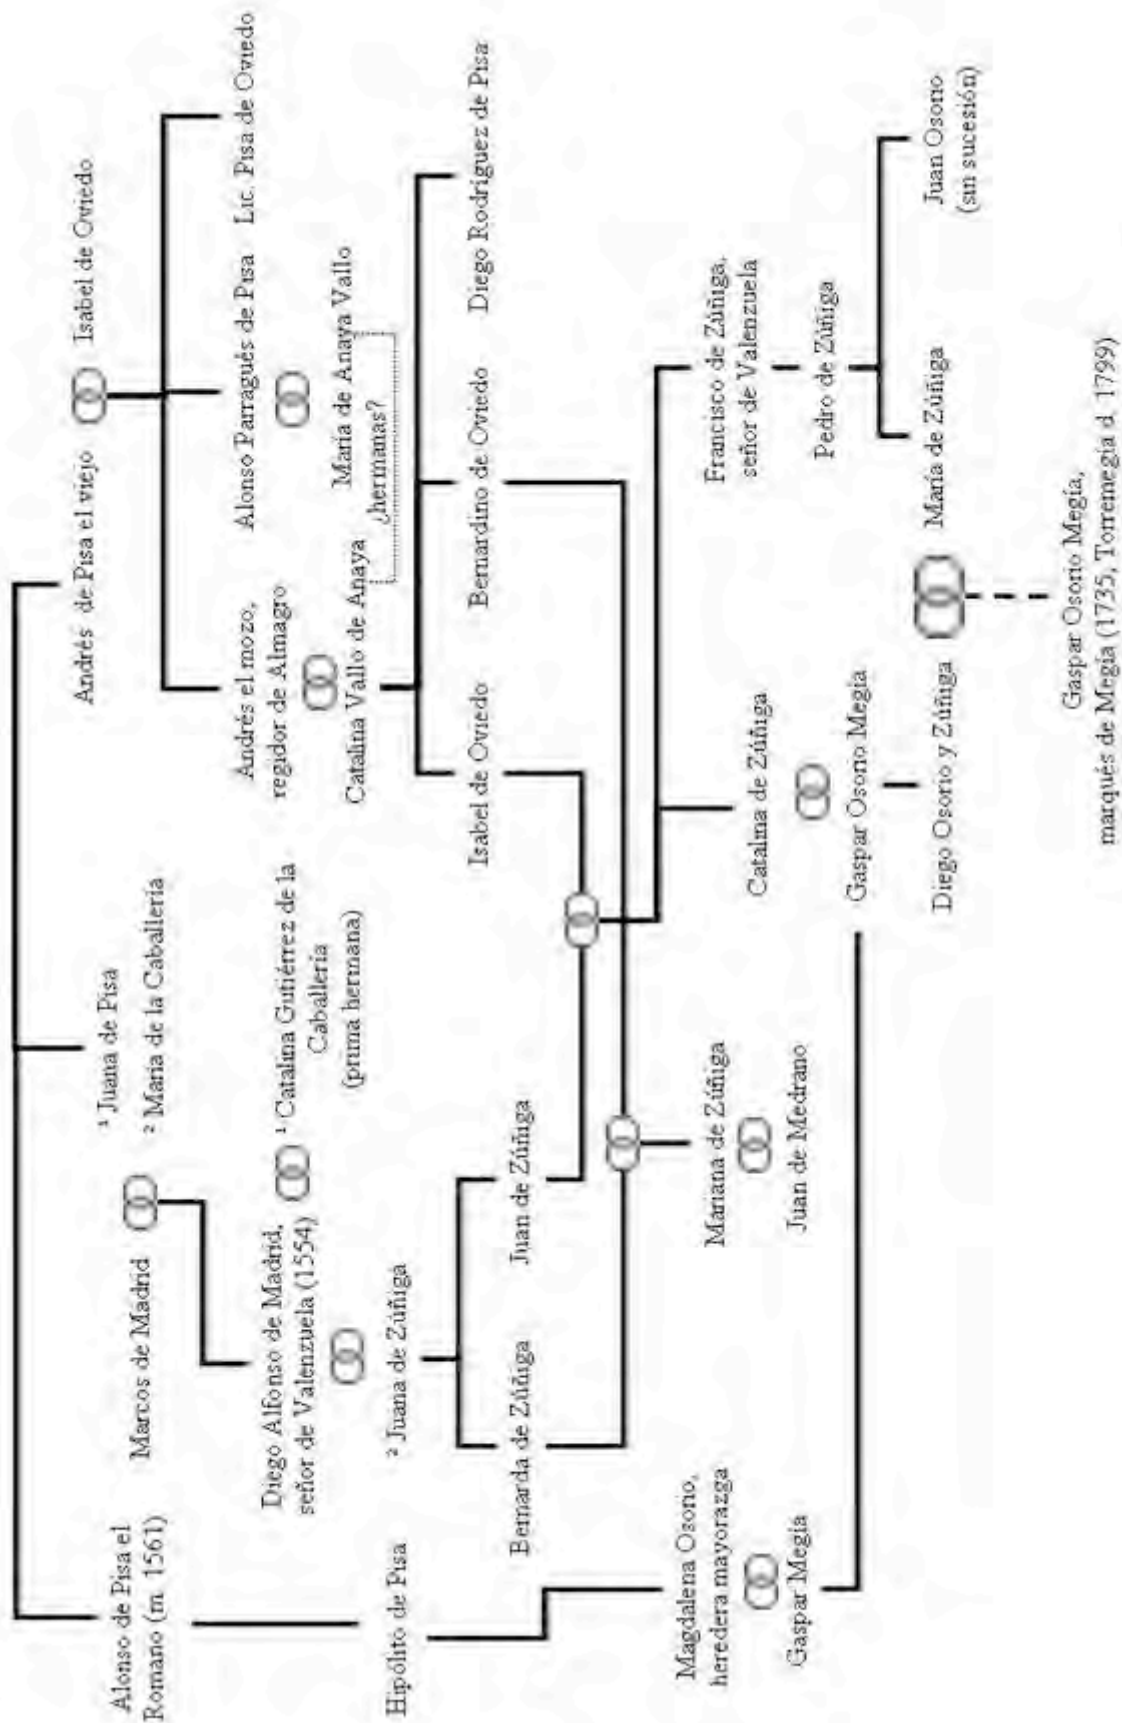 Alonso de Pisa el
Romano (m. 1561)
Marcos de Madrid
¹ Juana de Pisa
² María de la Caballería
Andrés de Pisa el viejo
Isabel de Oviedo
Diego Alfonso de Madrid,
señor de Valenzuela (1554)
¹ Catalina Gutiérrez de la
Caballería
(prima hermana)
Andrés el mozo,
regidor de Almagro
Alonso Parragués de Pisa
Lic. Pisa de Oviedo
Catalina Vallo de Anaya
María de Anaya Vallo
¿hermanas?
Hipólito de Pisa
² Juana de Zúñiga
Bernarda de Zúñiga
Juan de Zúñiga
Isabel de Oviedo
Bernardino de Oviedo
Diego Rodríguez de Pisa
Magdalena Osorio,
heredera mayorazga
Gaspar Megía
Mariana de Zúñiga
Juan de Medrano
Catalina de Zúñiga
Gaspar Osorio Megía
Francisco de Zúñiga,
señor de Valenzuela
Pedro de Zúñiga
Diego Osorio y Zúñiga
María de Zúñiga
Juan Osorio
(sin sucesión)
Gaspar Osorio Megía,
marqués de Megía (1735, Torremegía d. 1799)